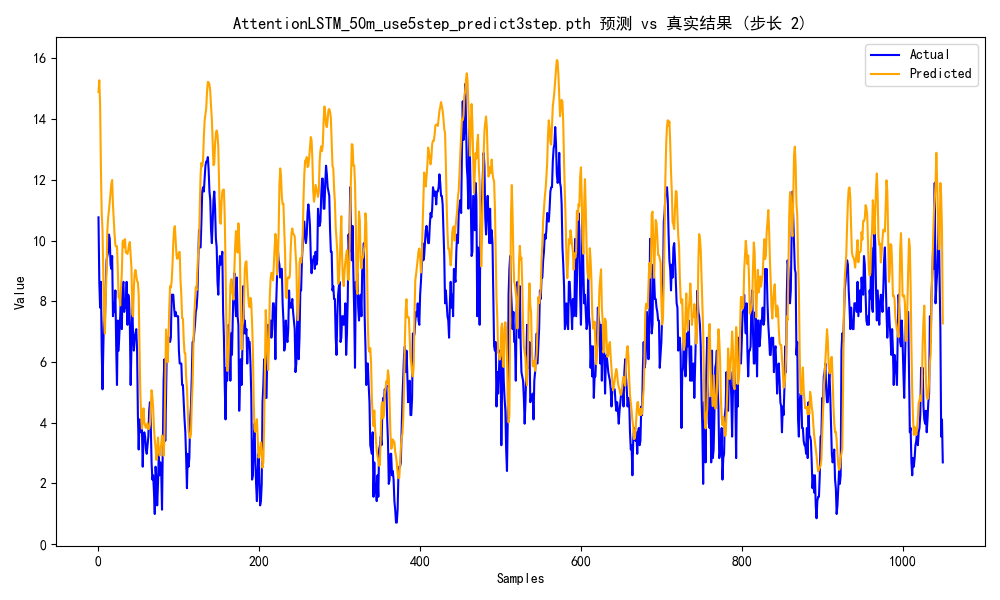 AttentionLSTM_50m_use5step_predict3step.pth 预测 vs 真实结果 (步长 2)
Actual
Predicted
Value
16
14
12
10
8
6
4
2
0
0 200 400 600 800 1000
Samples